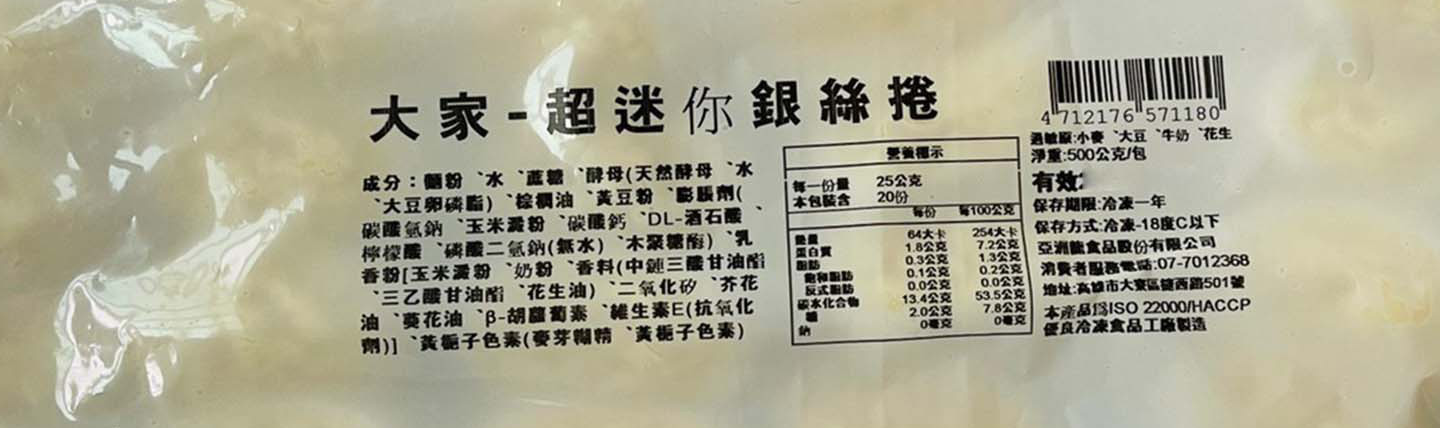 大家-超迷你銀絲捲
成分：麵粉、水、蔗糖、酵母(天然酵母、水
、大豆卵磷脂)、棕櫚油、黃豆粉、膨脹劑(
碳酸氫鈉、玉米澱粉、碳酸鈣、DL-酒石酸、
檸檬酸、磷酸二氫鈉(無水)、木聚糖酶)、乳
香粉[玉米澱粉、奶粉、香料(中鏈三酸甘油酯
、三乙酸甘油酯、花生油)、二氧化矽、芥花
油、葵花油、β-胡蘿蔔素、維生素E(抗氧化
劑)]、黃梔子色素(麥芽糊精、黃梔子色素)
營養標示
每一份量 25公克
本包裝含 20份
每份 每100公克
熱量 64大卡 254大卡
蛋白質 1.8公克 7.2公克
脂肪 0.3公克 1.3公克
飽和脂肪 0.1公克 0.2公克
反式脂肪 0.0公克 0.0公克
碳水化合物 13.4公克 53.5公克
糖 2.0公克 7.8公克
鈉 0毫克 0毫克
4 712176 571180
過敏原:小麥、大豆、牛奶、花生
淨重:500公克/包
有效
保存期限:冷凍一年
保存方式:冷凍-18度C以下
亞洲龍食品股份有限公司
消費者服務電話:07-7012368
地址:高雄市大寮區鳳西路501號
本產品為ISO 22000/HACCP
優良冷凍食品工廠製造